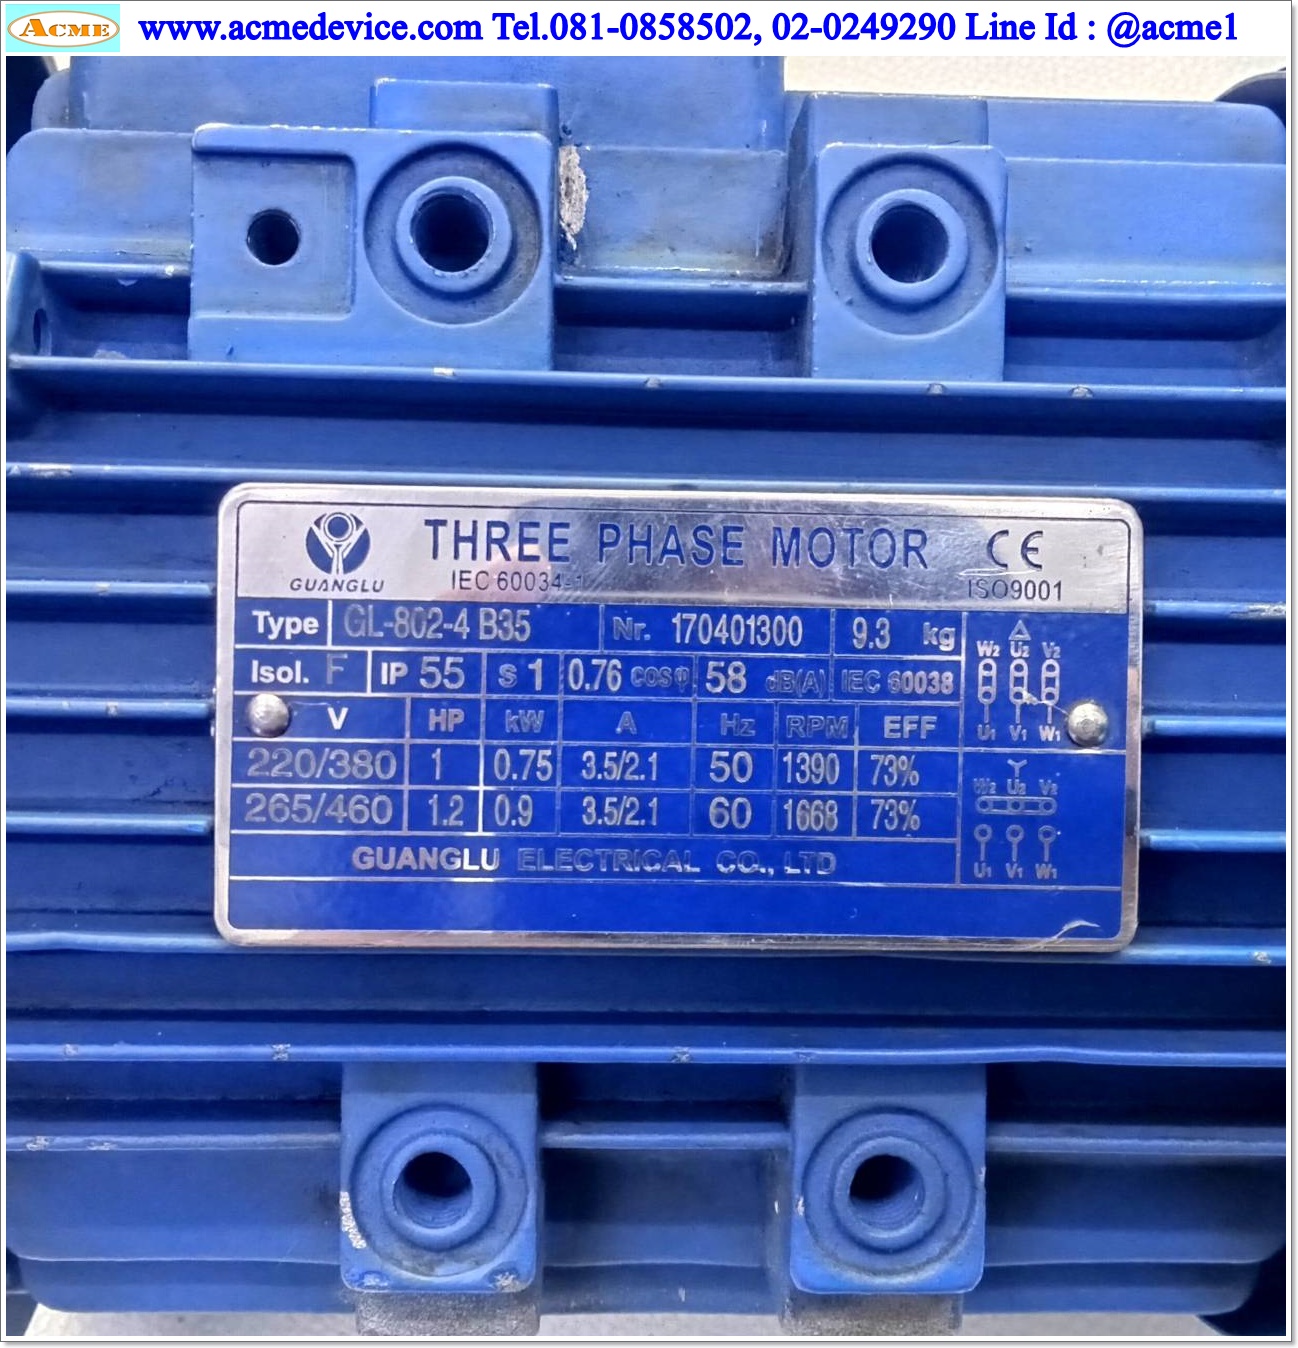 ACME www.acmedevice.com Tel.081-0858502, 02-0249290 Line Id : @acme1
GUANGLU THREE PHASE MOTOR CE
IEC 60034-1 ISO9001
Type GL-802-4 B35 Nr. 170401300 9.3 kg
Isol. F IP 55 S 1 0.76 cosφ 58 dB(A) IEC 60038
V HP kW A Hz RPM EFF
220/380 1 0.75 3.5/2.1 50 1390 73%
265/460 1.2 0.9 3.5/2.1 60 1668 73%
GUANGLU ELECTRICAL CO., LTD
△
W2 U2 V2
U1 V1 W1
Y
W2 U2 V2
U1 V1 W1